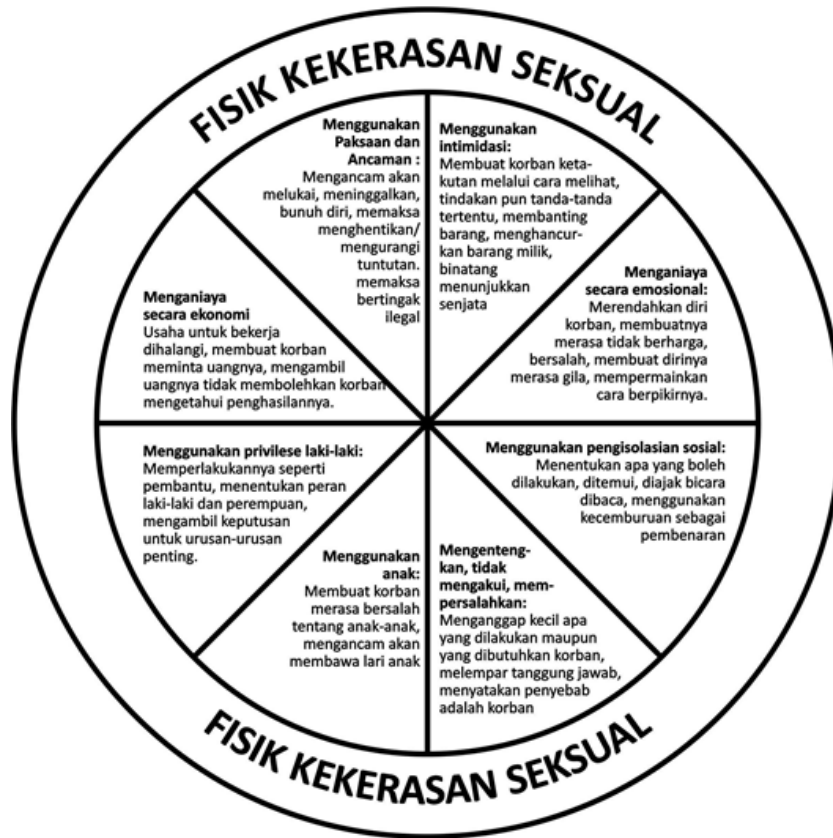 FISIK KEKERASAN SEKSUAL
Menggunakan
Paksaan dan
Ancaman :
Mengancam akan
melukai, meninggalkan,
bunuh diri, memaksa
menghentikan/
mengurangi
tuntutan.
memaksa
bertingak
ilegal
Menggunakan
intimidasi:
Membuat korban keta-
kutan melalui cara melihat,
tindakan pun tanda-tanda
tertentu, membanting
barang, menghancur-
kan barang milik,
binatang
menunjukkan
senjata
Menganiaya
secara emosional:
Merendahkan diri
korban, membuatnya
merasa tidak berharga,
bersalah, membuat dirinya
merasa gila, mempermainkan
cara berpikirnya.
Menggunakan pengisolasian sosial:
Menentukan apa yang boleh
dilakukan, ditemui, diajak bicara
dibaca, menggunakan
kecemburuan sebagai
pembenaran
Mengenteng-
kan, tidak
mengakui, mem-
persalahkan:
Menganggap kecil apa
yang dilakukan maupun
yang dibutuhkan korban,
melempar tanggung jawab,
menyatakan penyebab
adalah korban
Menggunakan
anak:
Membuat korban
merasa bersalah
tentang anak-anak,
mengancam akan
membawa lari anak
Menggunakan privilese laki-laki:
Memperlakukannya seperti
pembantu, menentukan peran
laki-laki dan perempuan,
mengambil keputusan
untuk urusan-urusan
penting.
Menganiaya
secara ekonomi
Usaha untuk bekerja
dihalangi, membuat korban
meminta uangnya, mengambil
uangnya tidak membolehkan korban
mengetahui penghasilannya.
FISIK KEKERASAN SEKSUAL